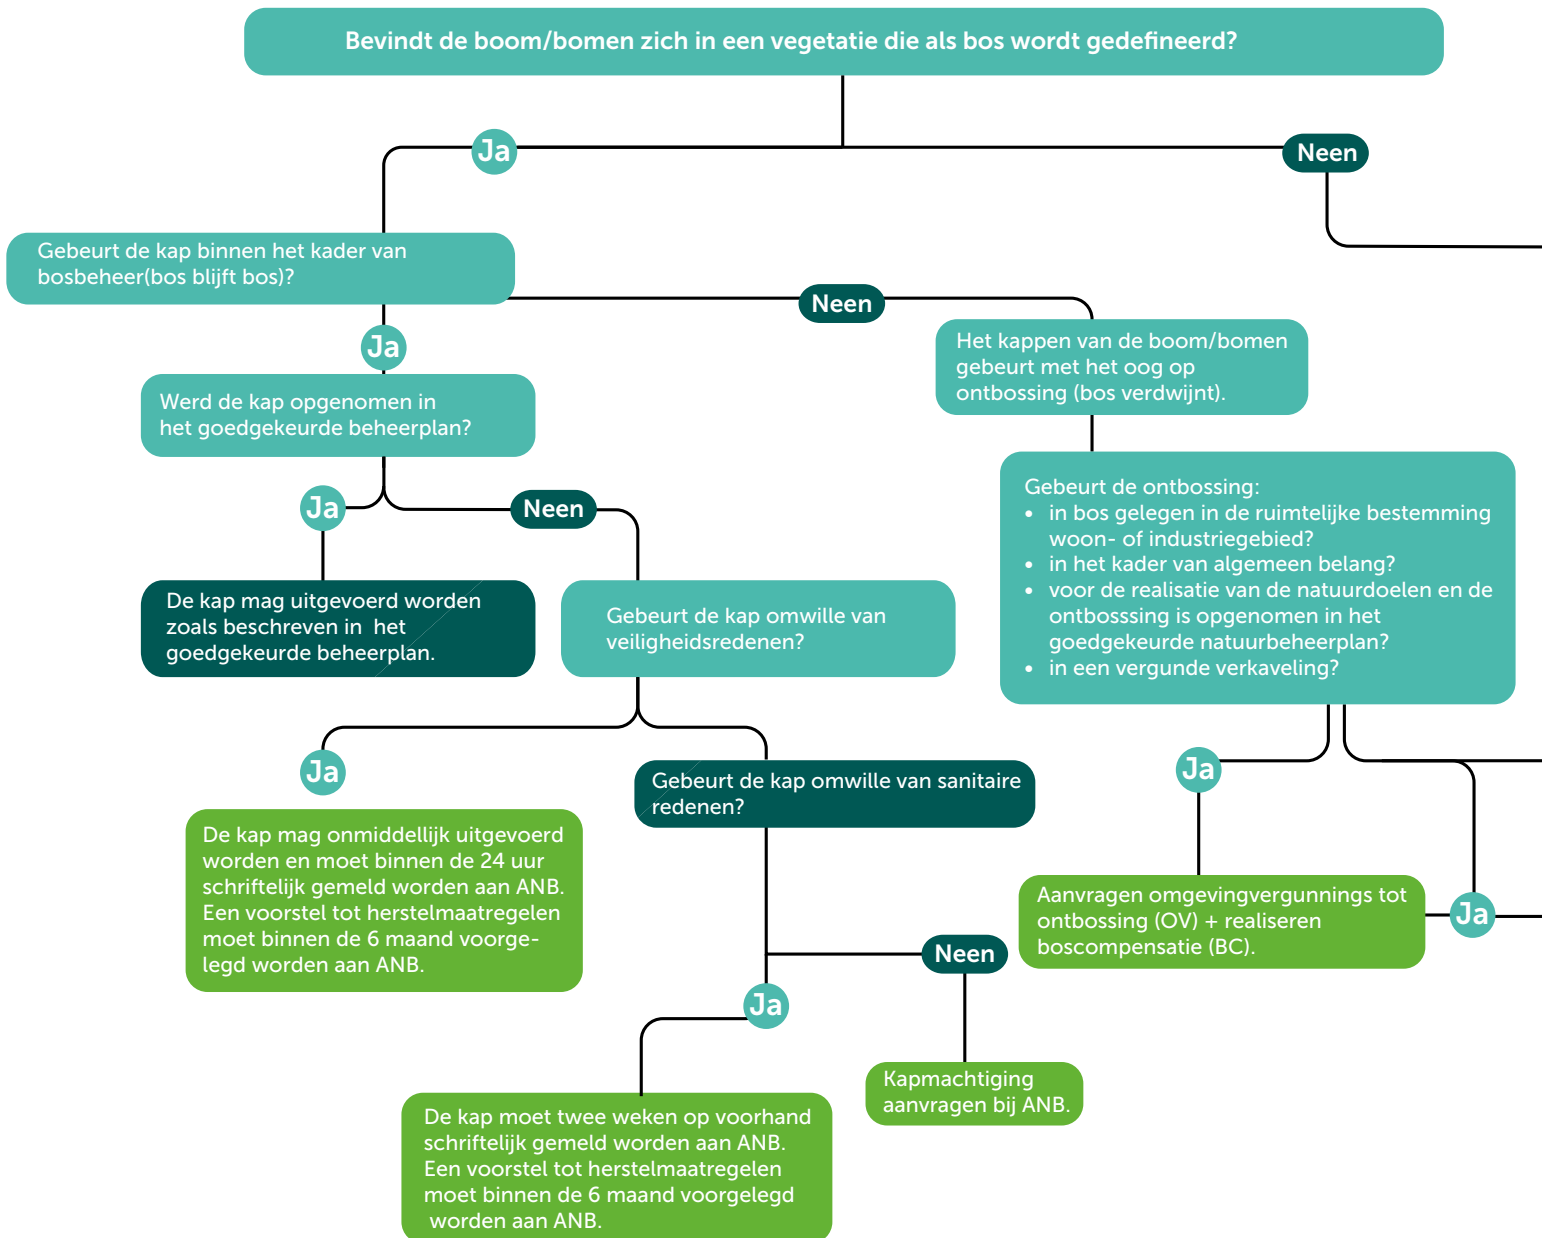 Bevindt de boom/bomen zich in een vegetatie die als bos wordt gedefineerd?
Ja
Neen
Gebeurt de kap binnen het kader van
bosbeheer(bos blijft bos)?
Neen
Ja
Het kappen van de boom/bomen
gebeurt met het oog op
ontbossing (bos verdwijnt).
Werd de kap opgenomen in
het goedgekeurde beheerplan?
Ja
Neen
Gebeurt de ontbossing:
• in bos gelegen in de ruimtelijke bestemming
woon- of industriegebied?
• in het kader van algemeen belang?
• voor de realisatie van de natuurdoelen en de
ontbosssing is opgenomen in het
goedgekeurde natuurbeheerplan?
• in een vergunde verkaveling?
De kap mag uitgevoerd worden
zoals beschreven in het
goedgekeurde beheerplan.
Gebeurt de kap omwille van
veiligheidsredenen?
Ja
Gebeurt de kap omwille van sanitaire
redenen?
Ja
De kap mag onmiddellijk uitgevoerd
worden en moet binnen de 24 uur
schriftelijk gemeld worden aan ANB.
Een voorstel tot herstelmaatregelen
moet binnen de 6 maand voorge-
legd worden aan ANB.
Aanvragen omgevingvergunnings tot
ontbossing (OV) + realiseren
boscompensatie (BC).
Ja
Neen
Ja
Kapmachtiging
aanvragen bij ANB.
De kap moet twee weken op voorhand
schriftelijk gemeld worden aan ANB.
Een voorstel tot herstelmaatregelen
moet binnen de 6 maand voorgelegd
worden aan ANB.